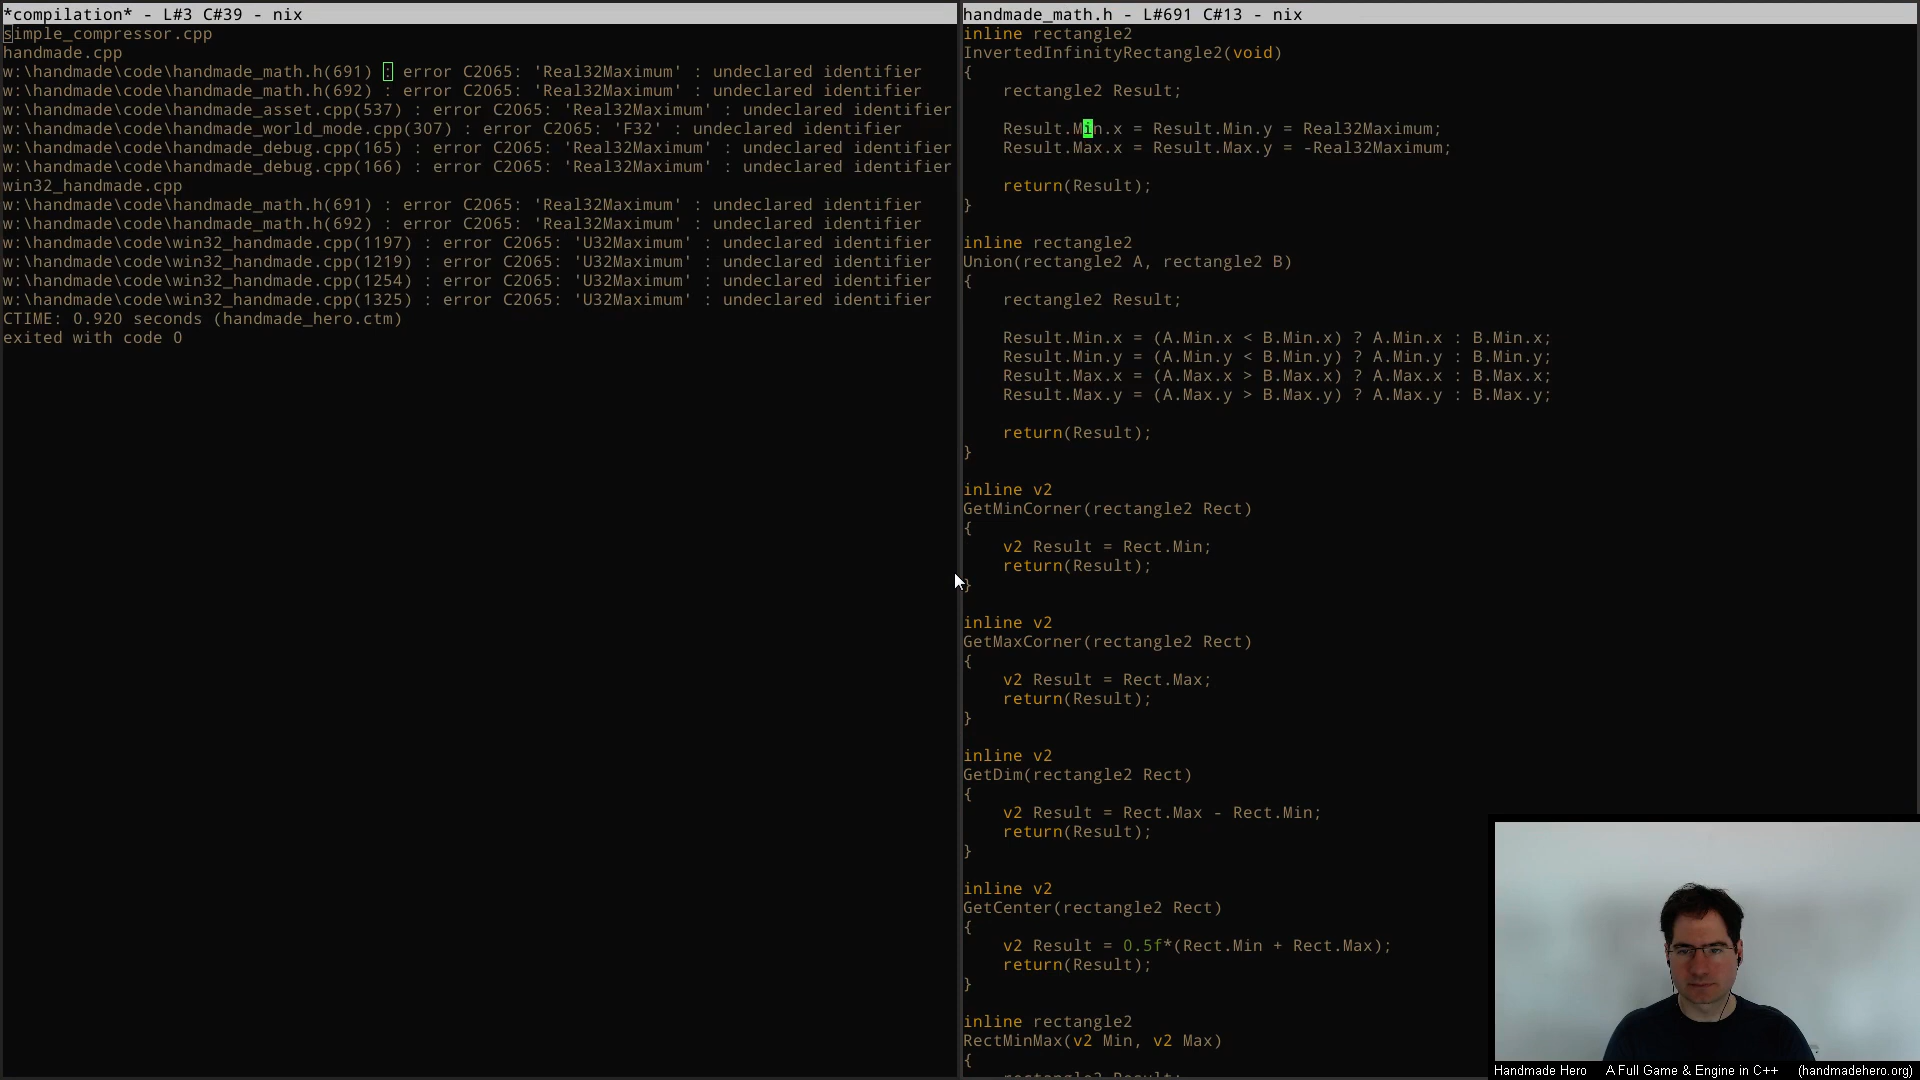 *compilation* - L#3 C#39 - nix
simple_compressor.cpp
handmade.cpp
w:\handmade\code\handmade_math.h(691) : error C2065: 'Real32Maximum' : undeclared identifier
w:\handmade\code\handmade_math.h(692) : error C2065: 'Real32Maximum' : undeclared identifier
w:\handmade\code\handmade_asset.cpp(537) : error C2065: 'Real32Maximum' : undeclared identifier
w:\handmade\code\handmade_world_mode.cpp(307) : error C2065: 'F32' : undeclared identifier
w:\handmade\code\handmade_debug.cpp(165) : error C2065: 'Real32Maximum' : undeclared identifier
w:\handmade\code\handmade_debug.cpp(166) : error C2065: 'Real32Maximum' : undeclared identifier
win32_handmade.cpp
w:\handmade\code\handmade_math.h(691) : error C2065: 'Real32Maximum' : undeclared identifier
w:\handmade\code\handmade_math.h(692) : error C2065: 'Real32Maximum' : undeclared identifier
w:\handmade\code\win32_handmade.cpp(1197) : error C2065: 'U32Maximum' : undeclared identifier
w:\handmade\code\win32_handmade.cpp(1219) : error C2065: 'U32Maximum' : undeclared identifier
w:\handmade\code\win32_handmade.cpp(1254) : error C2065: 'U32Maximum' : undeclared identifier
w:\handmade\code\win32_handmade.cpp(1325) : error C2065: 'U32Maximum' : undeclared identifier
CTIME: 0.920 seconds (handmade_hero.ctm)
exited with code 0
handmade_math.h - L#691 C#13 - nix
inline rectangle2
InvertedInfinityRectangle2(void)
{
    rectangle2 Result;
    Result.Min.x = Result.Min.y = Real32Maximum;
    Result.Max.x = Result.Max.y = -Real32Maximum;
    return(Result);
}
inline rectangle2
Union(rectangle2 A, rectangle2 B)
{
    rectangle2 Result;
    Result.Min.x = (A.Min.x < B.Min.x) ? A.Min.x : B.Min.x;
    Result.Min.y = (A.Min.y < B.Min.y) ? A.Min.y : B.Min.y;
    Result.Max.x = (A.Max.x > B.Max.x) ? A.Max.x : B.Max.x;
    Result.Max.y = (A.Max.y > B.Max.y) ? A.Max.y : B.Max.y;
    return(Result);
}
inline v2
GetMinCorner(rectangle2 Rect)
{
    v2 Result = Rect.Min;
    return(Result);
}
inline v2
GetMaxCorner(rectangle2 Rect)
{
    v2 Result = Rect.Max;
    return(Result);
}
inline v2
GetDim(rectangle2 Rect)
{
    v2 Result = Rect.Max - Rect.Min;
    return(Result);
}
inline v2
GetCenter(rectangle2 Rect)
{
    v2 Result = 0.5f*(Rect.Min + Rect.Max);
    return(Result);
}
inline rectangle2
RectMinMax(v2 Min, v2 Max)
{
    rectangle2 Result;
Handmade Hero A Full Game & Engine in C++ (handmadehero.org)